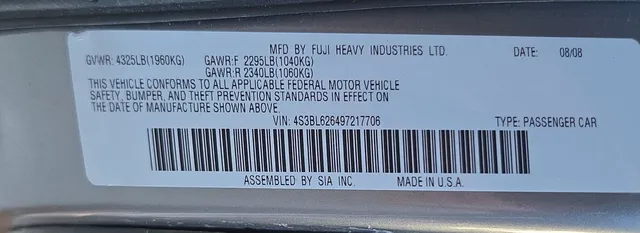 MFD BY FUJI HEAVY INDUSTRIES LTD. DATE: 08/08
GVWR: 4325LB(1960KG) GAWR:F 2295LB(1040KG)
GAWR:R 2340LB(1060KG)
THIS VEHICLE CONFORMS TO ALL APPLICABLE FEDERAL MOTOR VEHICLE
SAFETY, BUMPER, AND THEFT PREVENTION STANDARDS IN EFFECT ON
THE DATE OF MANUFACTURE SHOWN ABOVE.
VIN: 4S3BL626497217706 TYPE: PASSENGER CAR
ASSEMBLED BY SIA INC. MADE IN U.S.A.